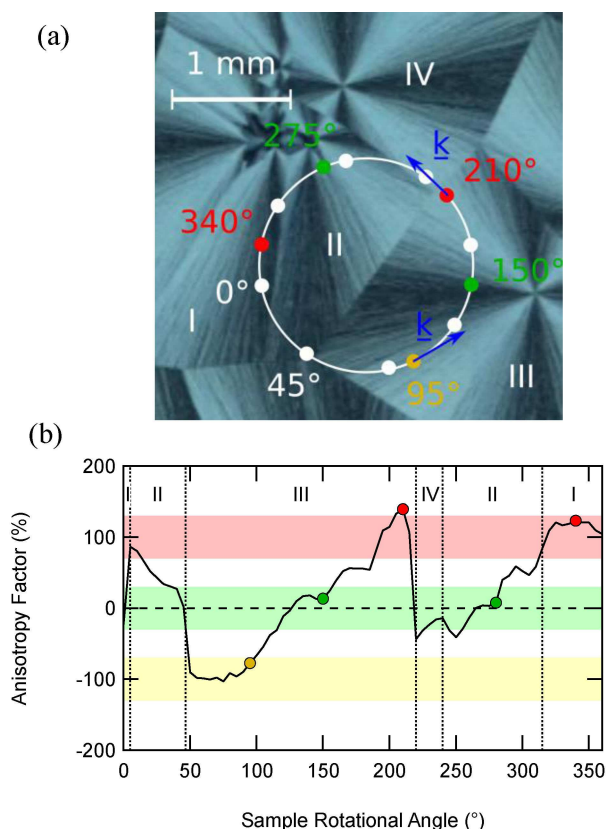 (a)
1 mm
IV
275°
k
210°
340°
II
150°
0°
I
k
45°
95°
III
(b)
200
I
II
III
IV
II
I
100
0
-100
-200
0
50
100
150
200
250
300
350
Anisotropy Factor (%)
Sample Rotational Angle (°)